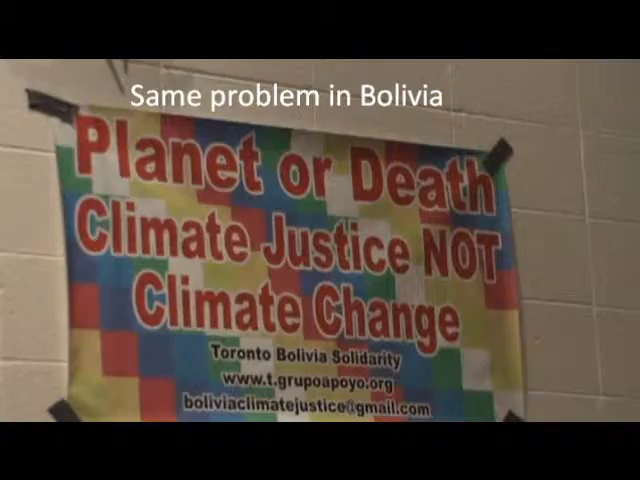 Same problem in Bolivia
Planet or Death
Climate Justice NOT
Climate Change
Toronto Bolivia Solidarity
www.t.grupoapoyo.org
boliviaclimatejustice@gmail.com